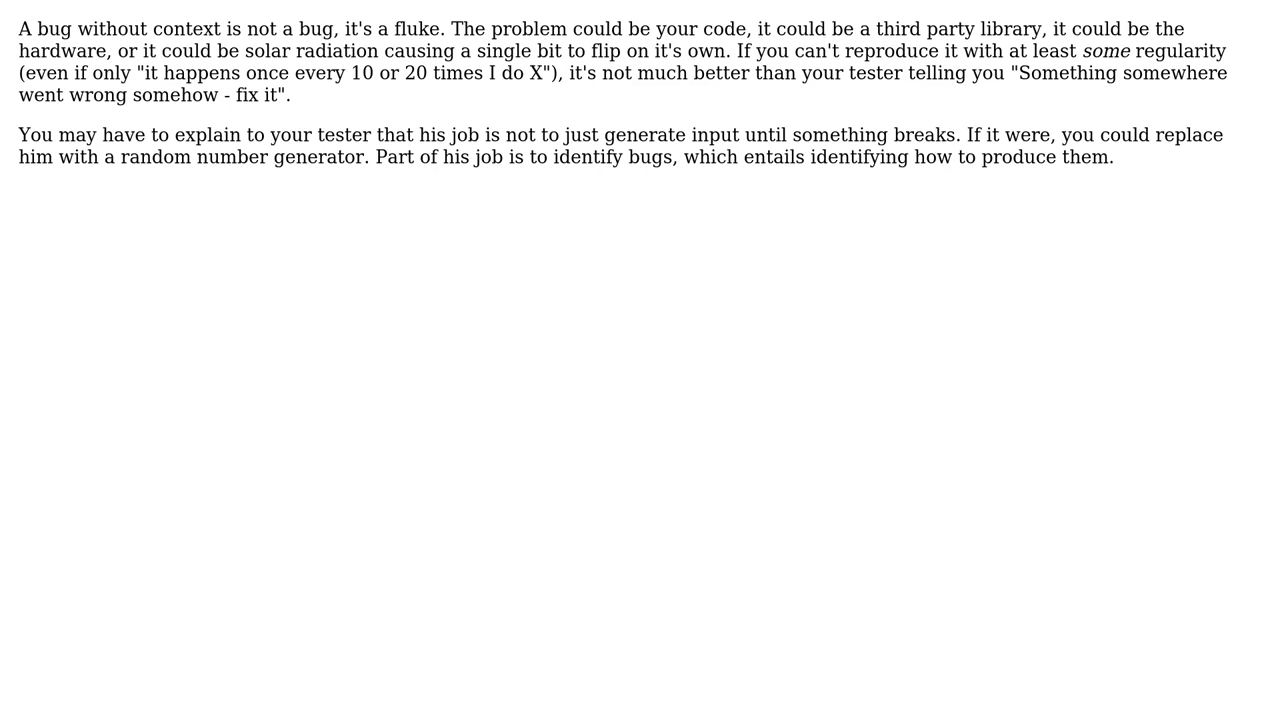 A bug without context is not a bug, it's a fluke. The problem could be your code, it could be a third party library, it could be the
hardware, or it could be solar radiation causing a single bit to flip on it's own. If you can't reproduce it with at least some regularity
(even if only "it happens once every 10 or 20 times I do X"), it's not much better than your tester telling you "Something somewhere
went wrong somehow - fix it".
You may have to explain to your tester that his job is not to just generate input until something breaks. If it were, you could replace
him with a random number generator. Part of his job is to identify bugs, which entails identifying how to produce them.